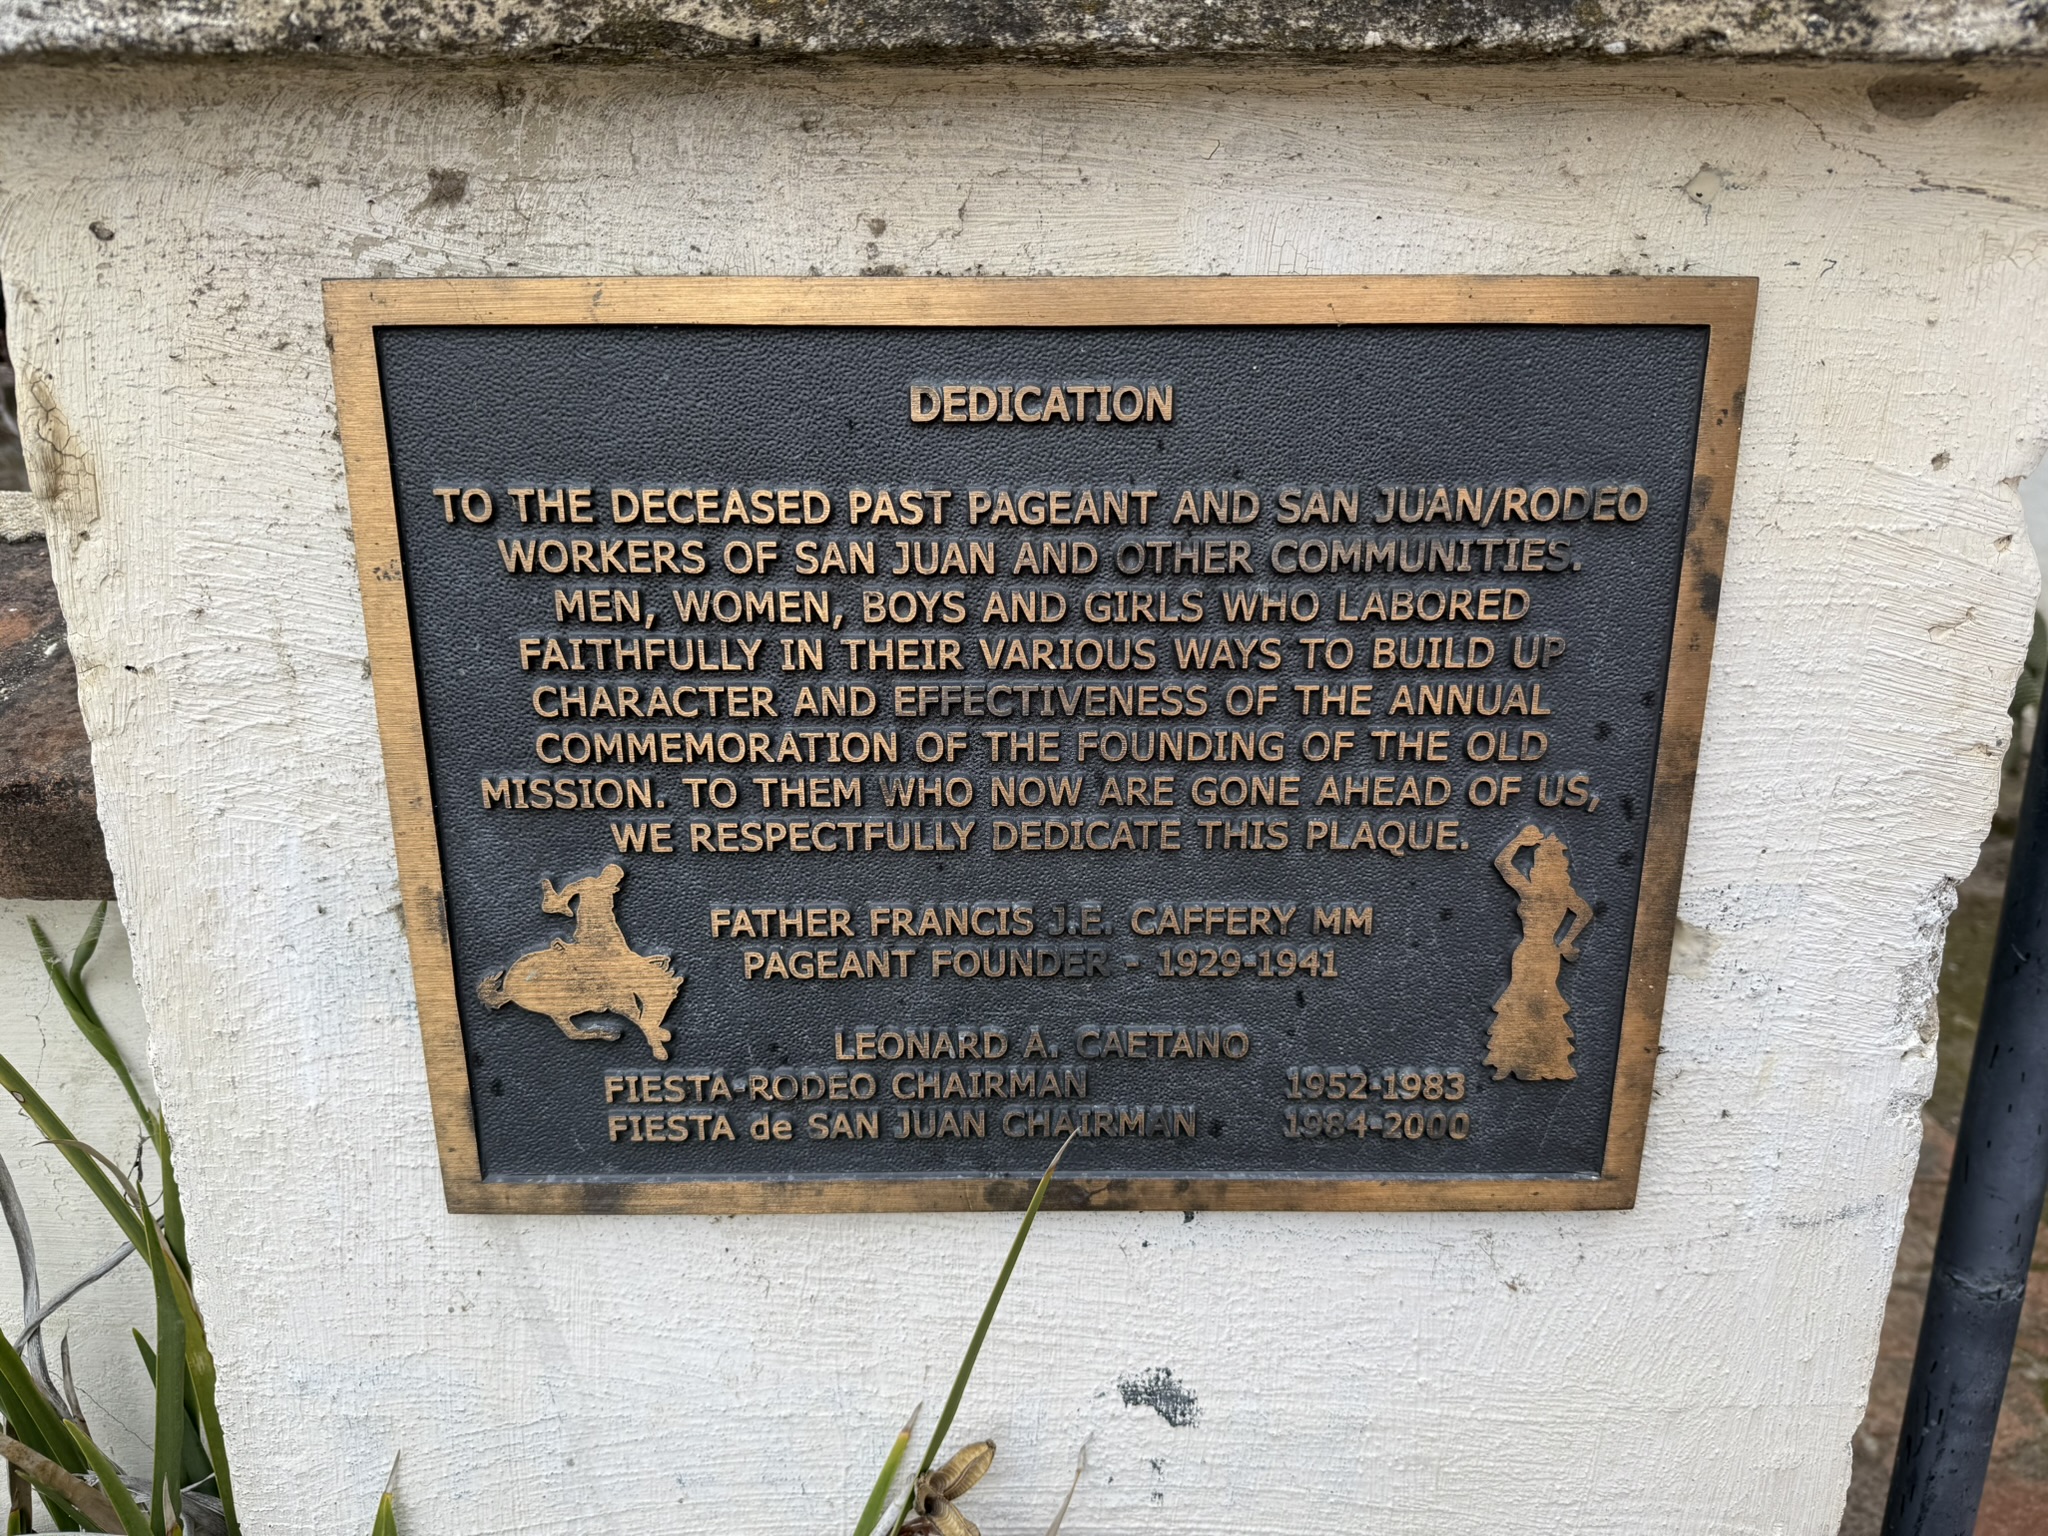 DEDICATION
TO THE DECEASED PAST PAGEANT AND SAN JUAN/RODEO
WORKERS OF SAN JUAN AND OTHER COMMUNITIES.
MEN, WOMEN, BOYS AND GIRLS WHO LABORED
FAITHFULLY IN THEIR VARIOUS WAYS TO BUILD UP
CHARACTER AND EFFECTIVENESS OF THE ANNUAL
COMMEMORATION OF THE FOUNDING OF THE OLD
MISSION. TO THEM WHO NOW ARE GONE AHEAD OF US,
WE RESPECTFULLY DEDICATE THIS PLAQUE.
FATHER FRANCIS J.E. CAFFERY MM
PAGEANT FOUNDER - 1929-1941
LEONARD A. CAETANO
FIESTA-RODEO CHAIRMAN 1952-1983
FIESTA de SAN JUAN CHAIRMAN 1984-2000